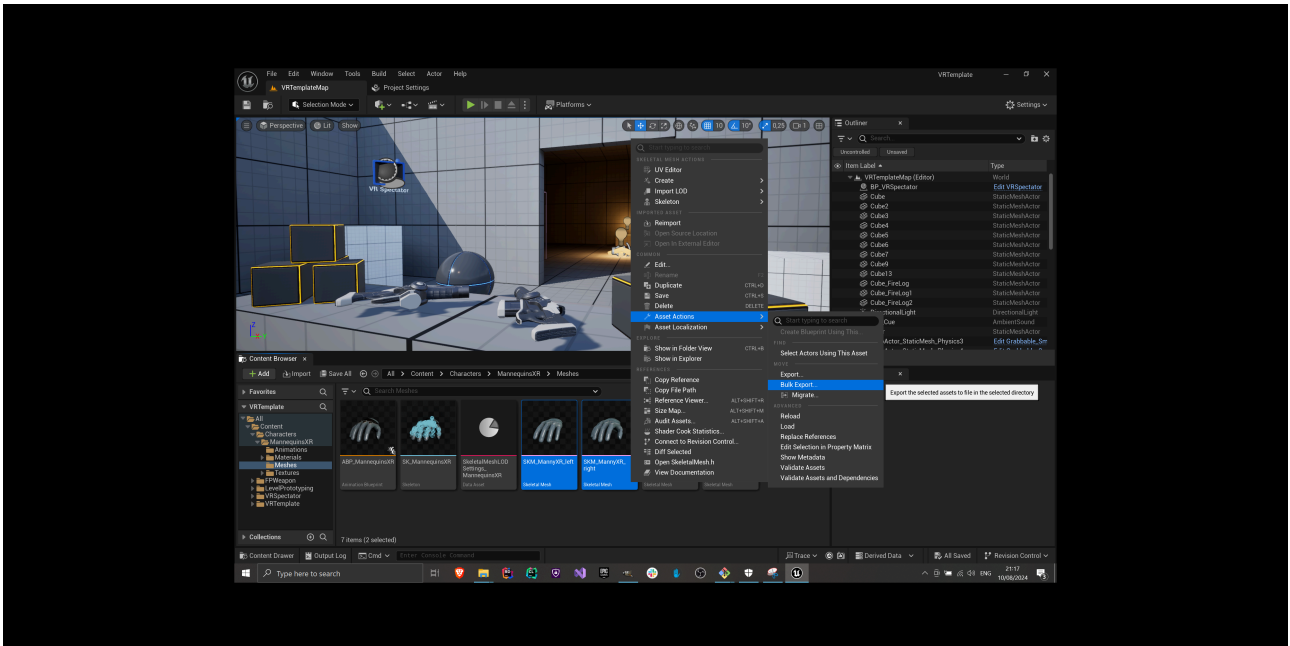 File Edit Window Tools Build Select Actor Help
VRTemplate
VRTemplateMap
Project Settings
Selection Mode
Platforms
Settings
Perspective
Lit
Show
10
10°
0,25
1
VR Spectator
Outliner
Search...
Uncontrolled Unsaved
Item Label Type
VRTemplateMap (Editor) World
BP_VRSpectator Edit VRSpectator
Cube StaticMeshActor
Cube2 StaticMeshActor
Cube3 StaticMeshActor
Cube4 StaticMeshActor
Cube5 StaticMeshActor
Cube6 StaticMeshActor
Cube7 StaticMeshActor
Cube9 StaticMeshActor
Cube13 StaticMeshActor
Cube_FireLog StaticMeshActor
Cube_FireLog1 StaticMeshActor
Cube_FireLog2 StaticMeshActor
DirectionalLight DirectionalLight
Cue AmbientSound
StaticMeshActor
Actor_StaticMesh_Physics3 Edit Grabbable_Sm
Start typing to search
SKELETAL MESH ACTIONS
UV Editor
Create
Import LOD
Skeleton
IMPORTED ASSET
Reimport
Open Source Location
Open In External Editor
COMMON
Edit...
Rename
Duplicate CTRL+D
Save CTRL+S
Delete DELETE
Asset Actions
Asset Localization
EXPLORE
Show in Folder View CTRL+B
Show in Explorer
REFERENCES
Copy Reference
Copy File Path
Reference Viewer... ALT+SHIFT+R
Size Map... ALT+SHIFT+M
Audit Assets... ALT+SHIFT+A
Shader Cook Statistics...
Connect to Revision Control...
Diff Selected
Open SkeletalMesh.h
View Documentation
Start typing to search
Create Blueprint Using This...
FIND
Select Actors Using This Asset
MOVE
Export...
Bulk Export...
Migrate...
ADVANCED
Reload
Load
Replace References
Edit Selection in Property Matrix
Show Metadata
Validate Assets
Validate Assets and Dependencies
Export the selected assets to file in the selected directory
Content Browser
Add Import Save All All Content Characters MannequinsXR Meshes
Favorites
Search Meshes
VRTemplate
All
Content
Characters
MannequinsXR
Animations
Materials
Meshes
Textures
FPWeapon
LevelPrototyping
VRSpectator
VRTemplate
Collections
ABP_MannequinsXR
Animation Blueprint
SK_MannequinsXR
Skeleton
SkeletalMeshLOD
Settings_
MannequinsXR
Data Asset
SKM_MannyXR_left
Skeletal Mesh
SKM_MannyXR_
right
Skeletal Mesh
Skeletal Mesh
Skeletal Mesh
7 items (2 selected)
Content Drawer Output Log Cmd Enter Console Command
Trace Derived Data All Saved Revision Control
Type here to search
ENG
21:17
10/08/2024